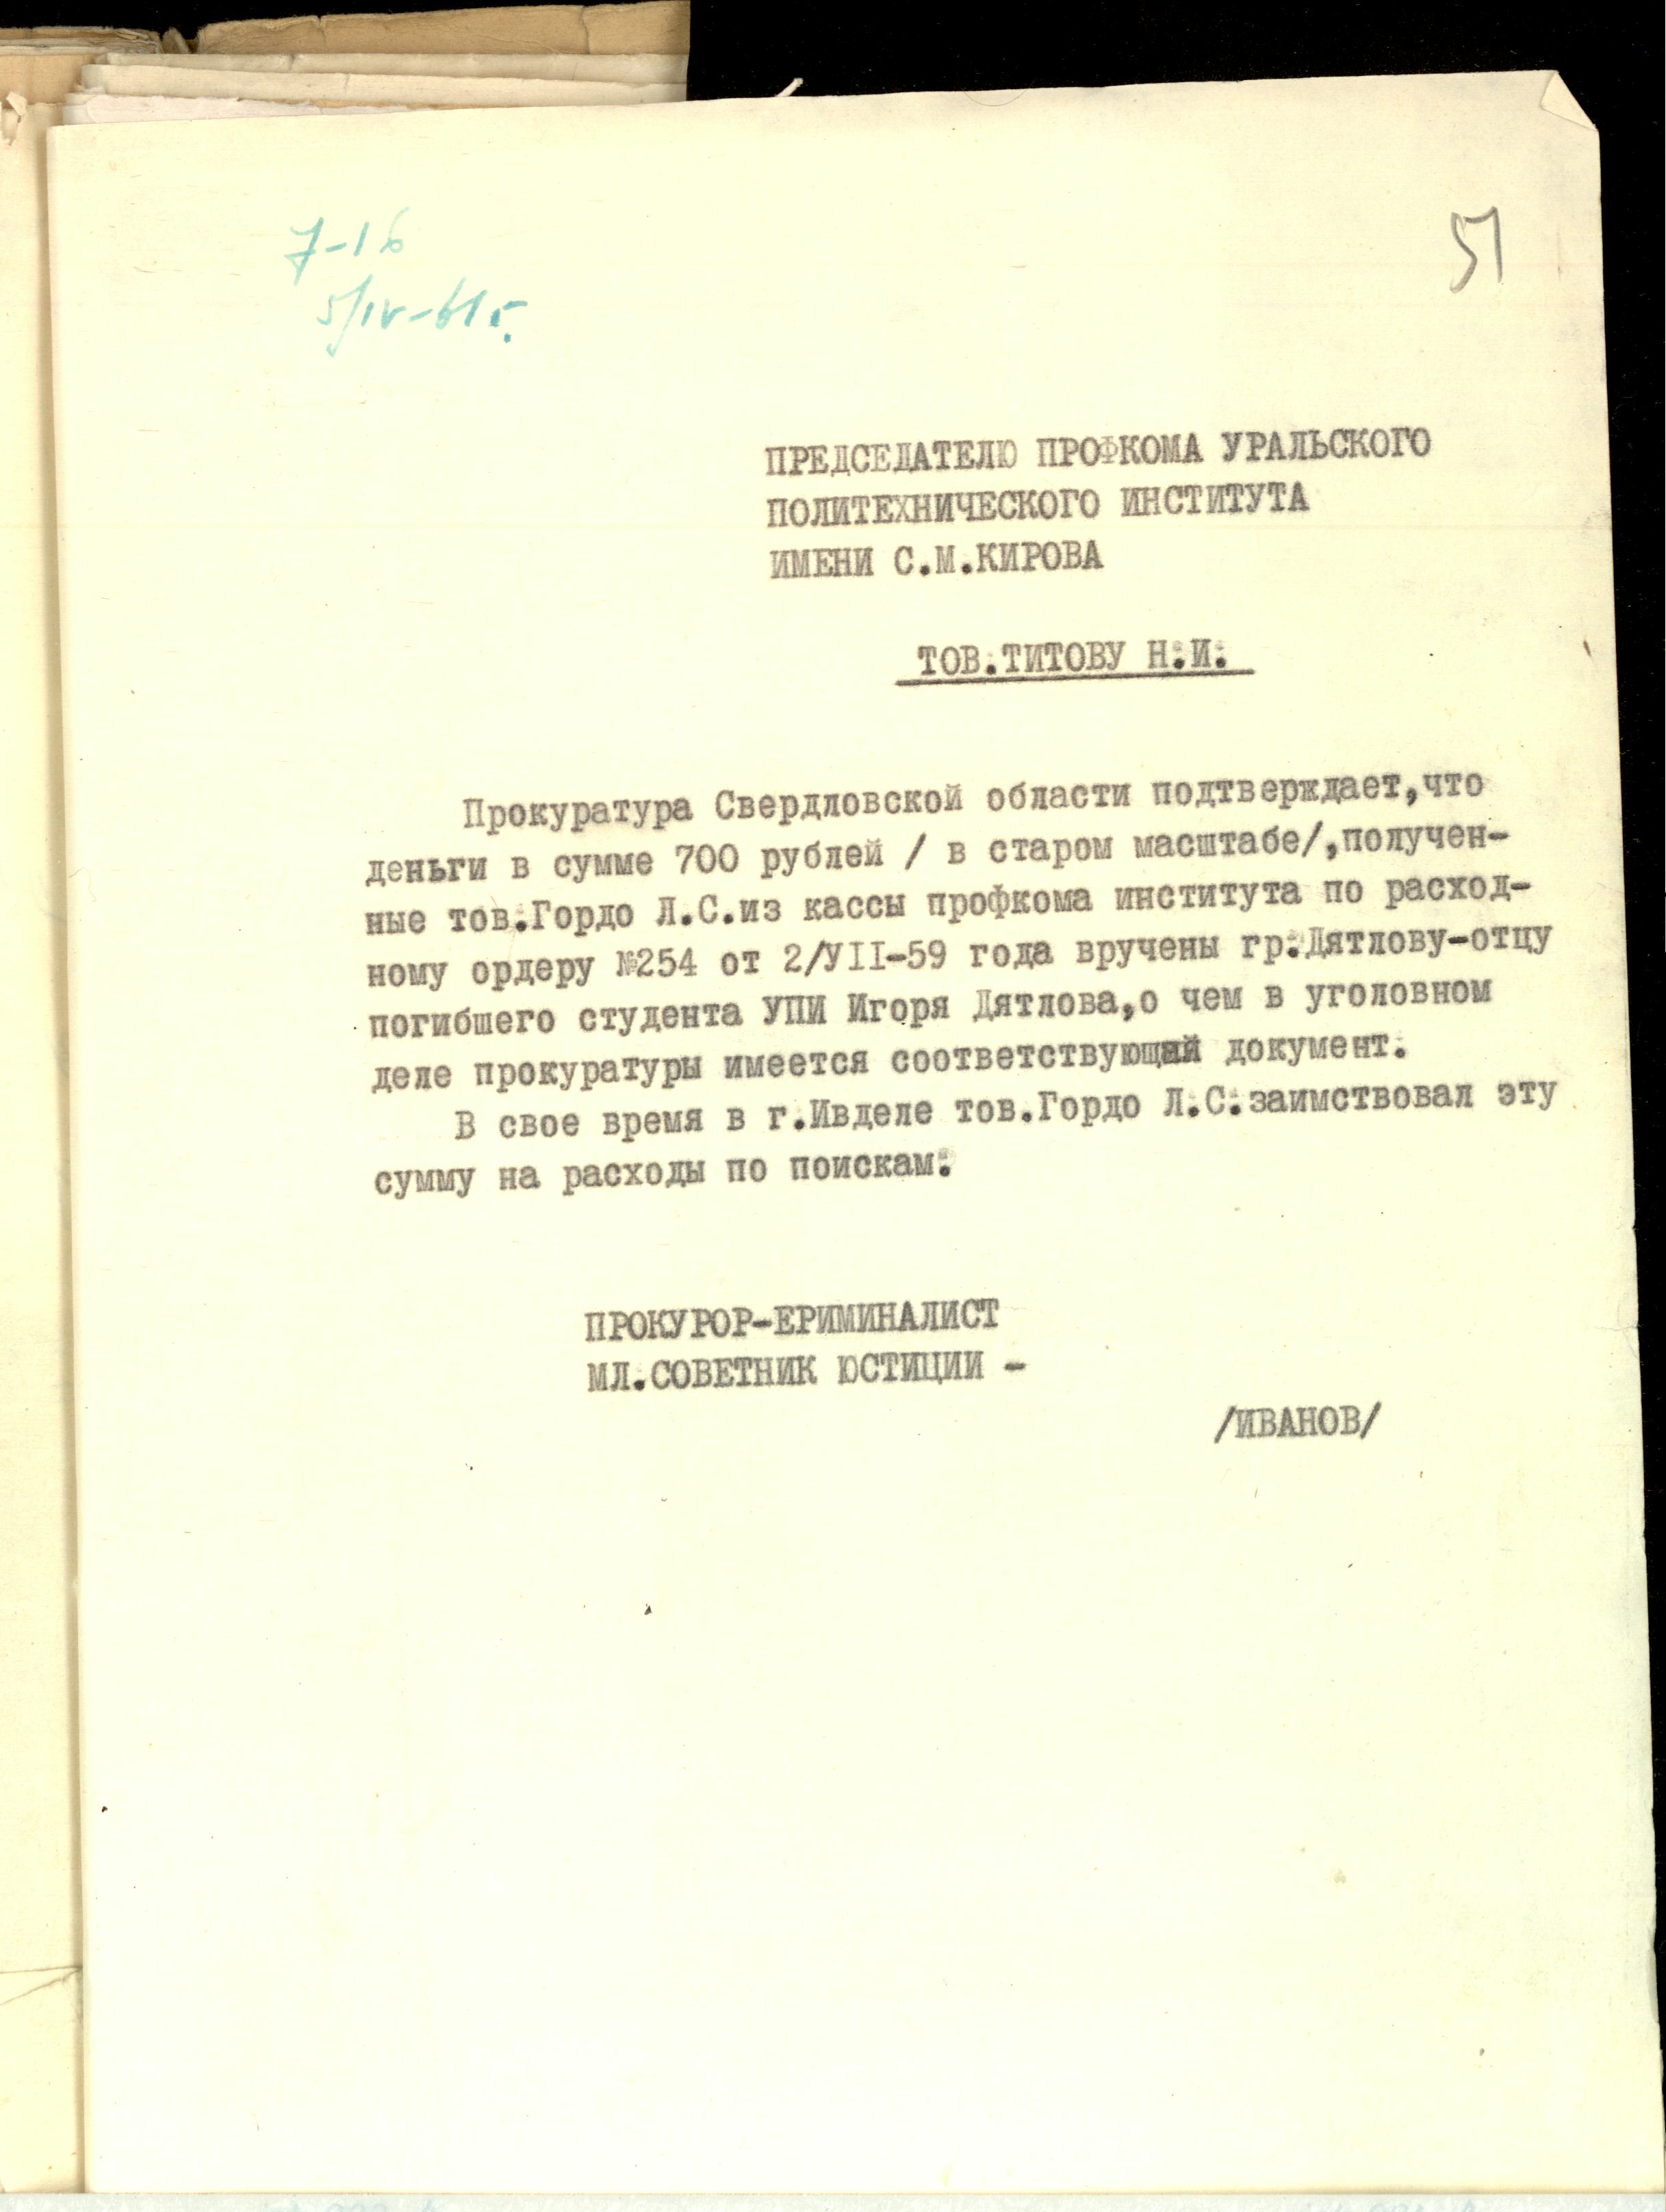 7-16
51
5/IV-61г.
ПРЕДСЕДАТЕЛЮ ПРОФКОМА УРАЛЬСКОГО
ПОЛИТЕХНИЧЕСКОГО ИНСТИТУТА
ИМЕНИ С.М.КИРОВА
ТОВ.ТИТОВУ Н.И.
Прокуратура Свердловской области подтверждает,что
деньги в сумме 700 рублей / в старом масштабе/,получен-
ные тов.Гордо Л.С.из кассы профкома института по расход-
ному ордеру №254 от 2/УІІ-59 года вручены гр.Дятлову-отцу
погибшего студента УПИ Игоря Дятлова,о чем в уголовном
деле прокуратуры имеется соответствующий документ.
В свое время в г.Ивделе тов.Гордо Л.С.заимствовал эту
сумму на расходы по поискам.
ПРОКУРОР-ЕРИМИНАЛИСТ
МЛ.СОВЕТНИК ЮСТИЦИИ -
/ИВАНОВ/